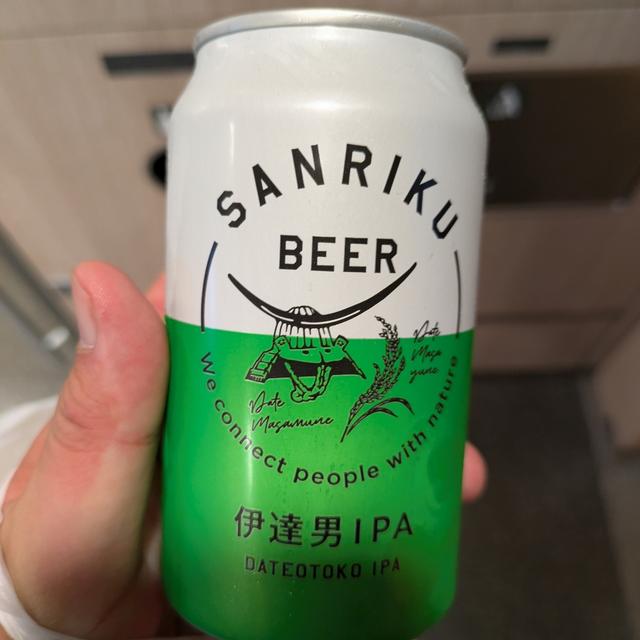 SANRIKU
BEER
Date
Masamune
Date
Masa
yune
We connect people with nature
伊達男IPA
DATEOTOKO IPA